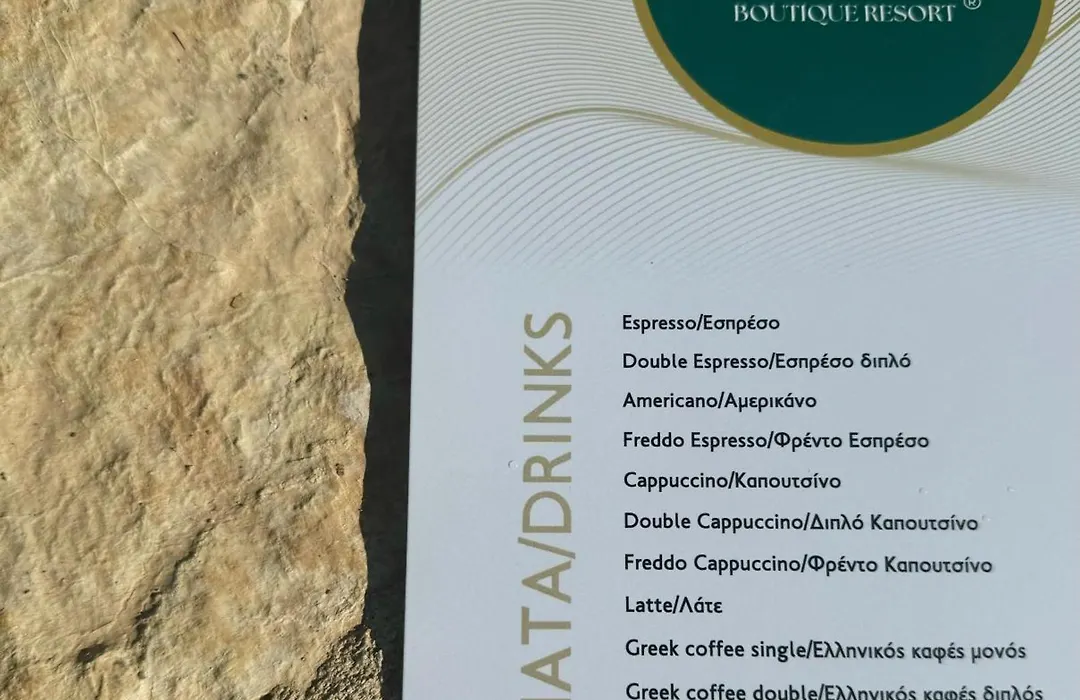 BOUTIQUE RESORT ®
ΜΑΤΑ/DRINKS
Espresso/Εσπρέσο
Double Espresso/Εσπρέσο διπλό
Americano/Αμερικάνο
Freddo Espresso/Φρέντο Εσπρέσο
Cappuccino/Καπουτσίνο
Double Cappuccino/Διπλό Καπουτσίνο
Freddo Cappuccino/Φρέντο Καπουτσίνο
Latte/Λάτε
Greek coffee single/Ελληνικός καφές μονός
Greek coffee double/Ελληνικός καφές διπλός